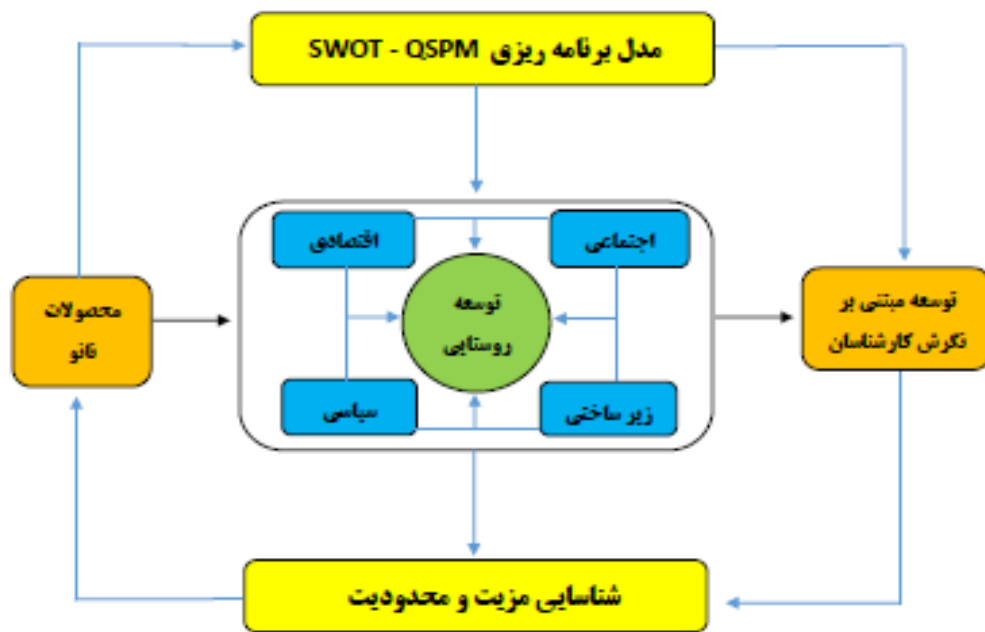 مدل برنامه ریزی SWOT - QSPM
اجتماعی
اقتصادی
توسعه
روستایی
زیر ساختی
سیاسی
توسعه مبتنی بر
نگرش کارشناسان
محصولات
نانو
شناسایی مزیت و محدودیت